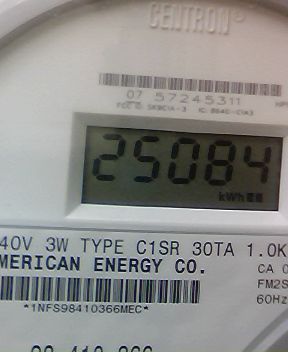 CENTRON®
07 57245311
25084
kWh
40V 3W TYPE C1SR 30TA 1.0K
MERICAN ENERGY CO.
CA 0
FM2S
60Hz
*1NFS98410366MEC*